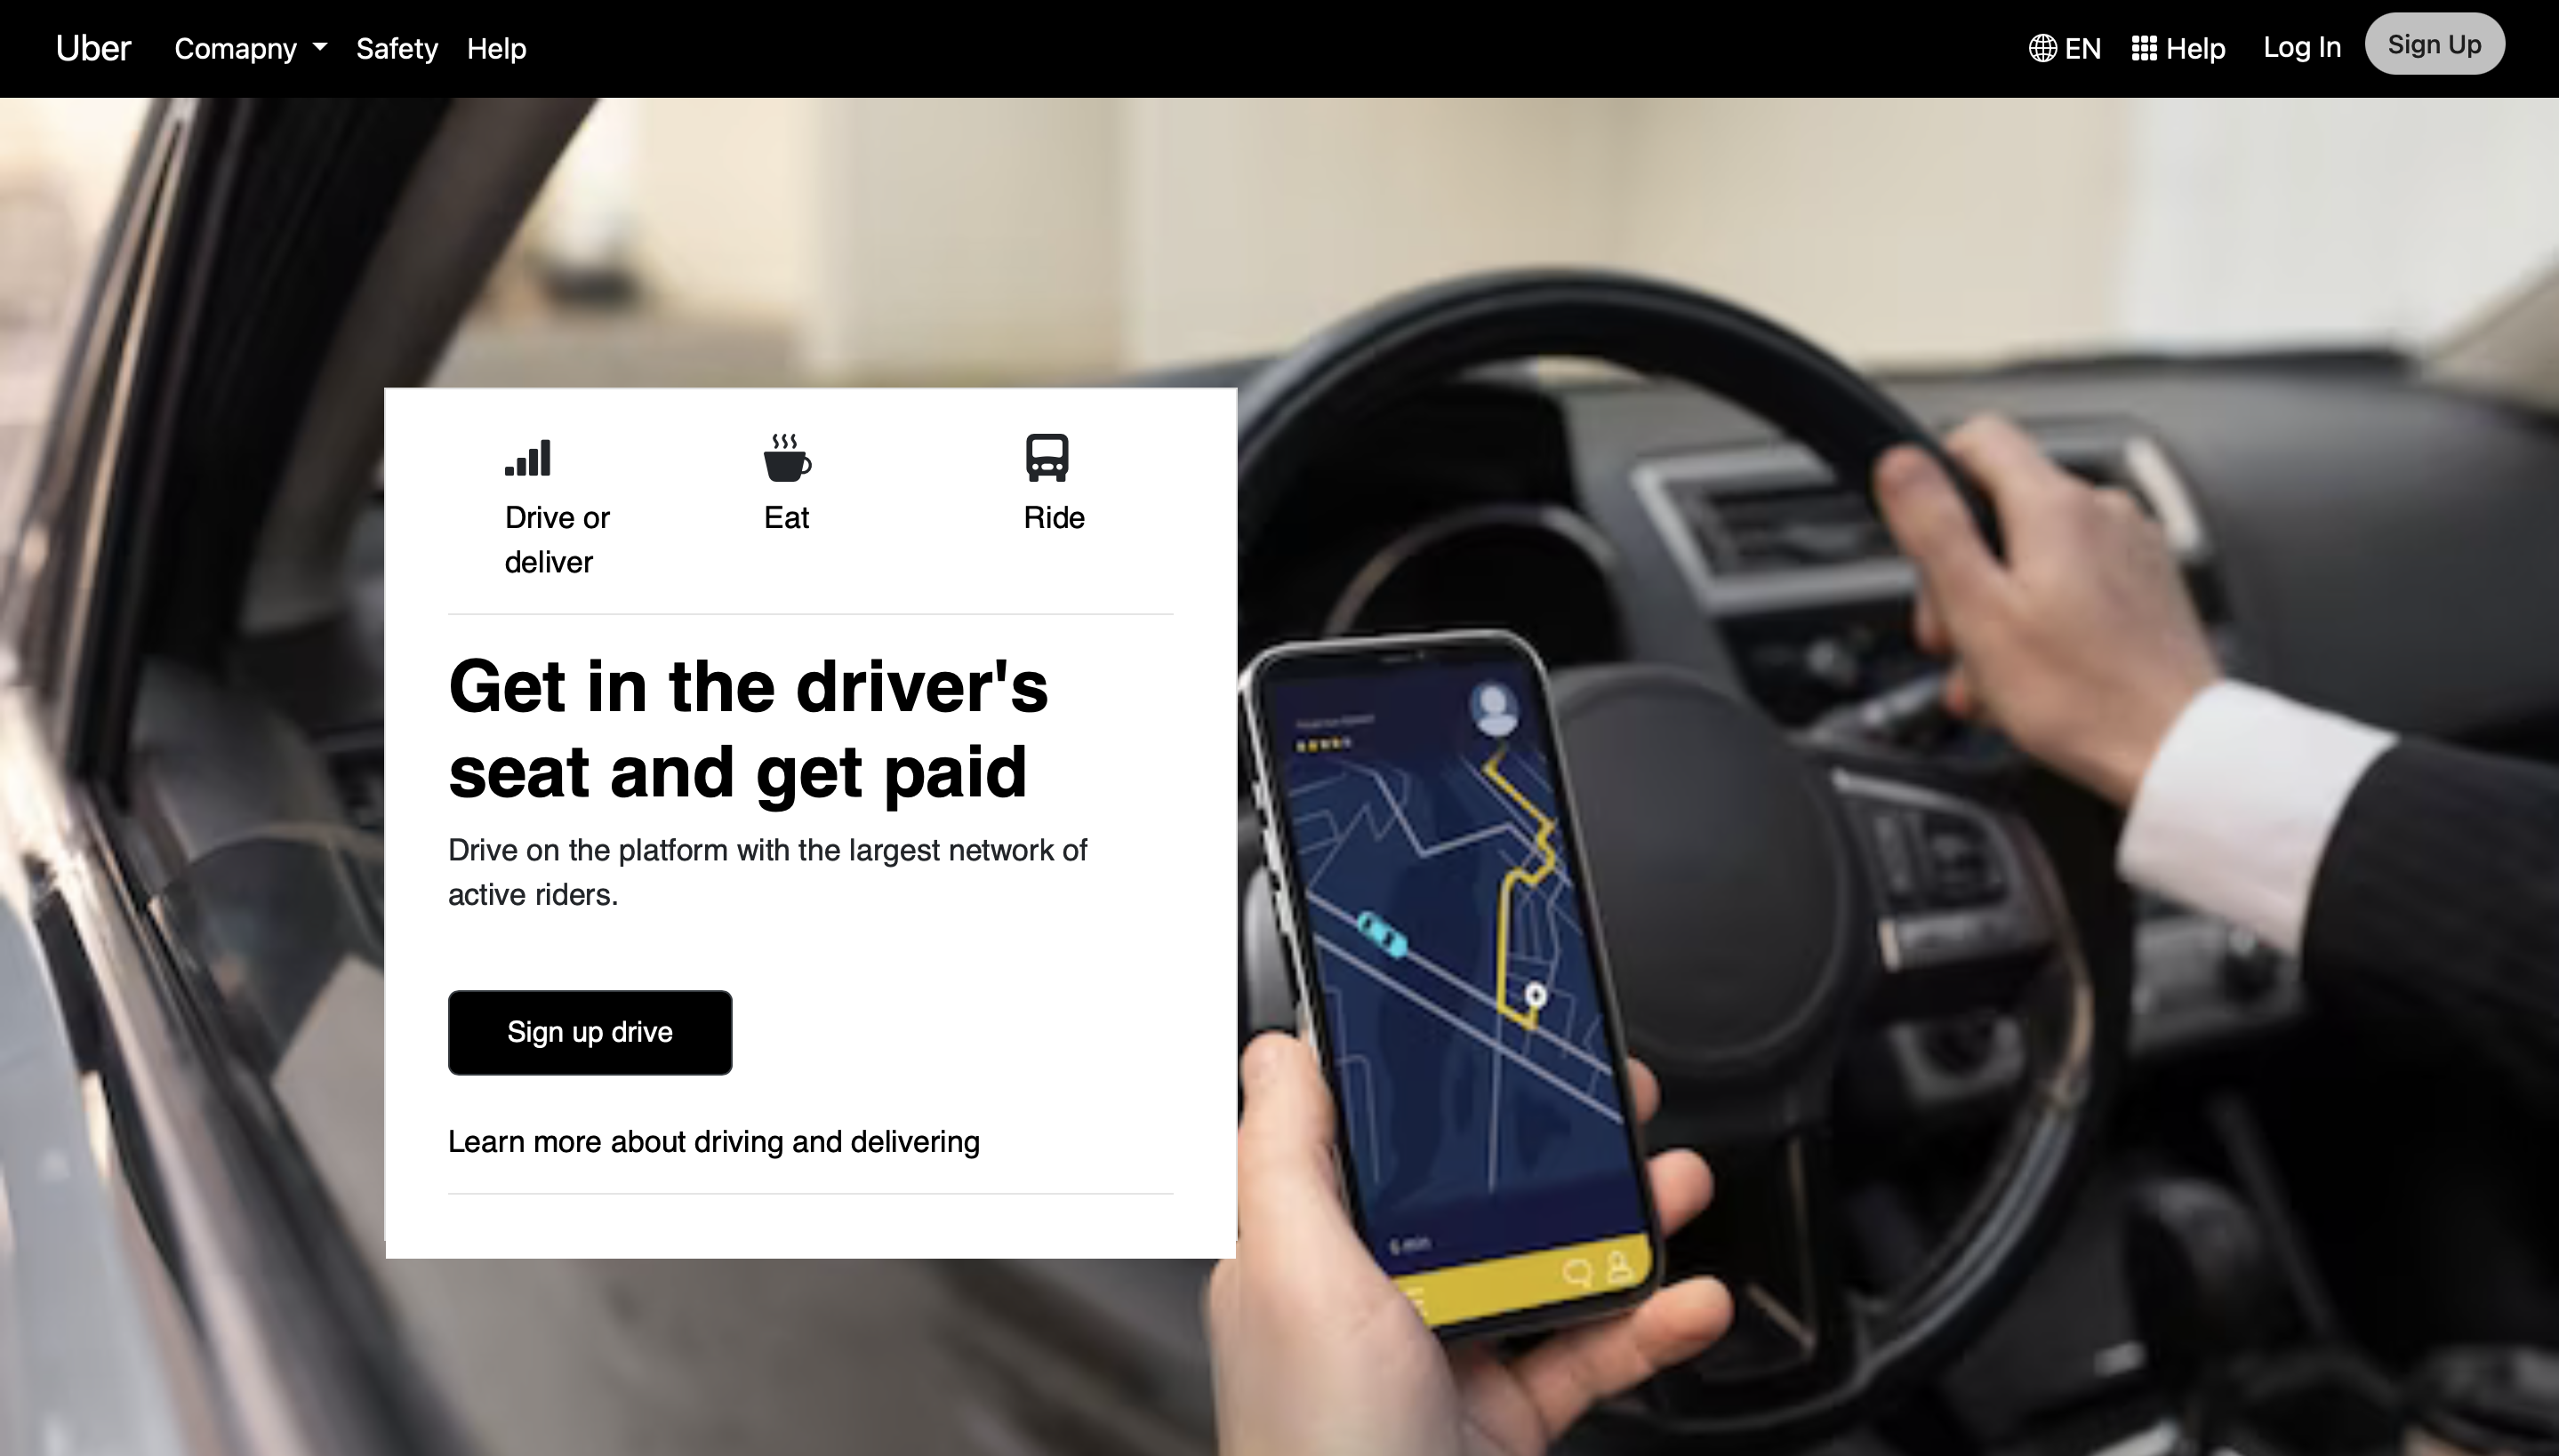 Uber Comapny Safety Help EN Help Log In Sign Up
Drive or
deliver
Eat
Ride
Get in the driver's
seat and get paid
Drive on the platform with the largest network of
active riders.
Sign up drive
Learn more about driving and delivering
6 min